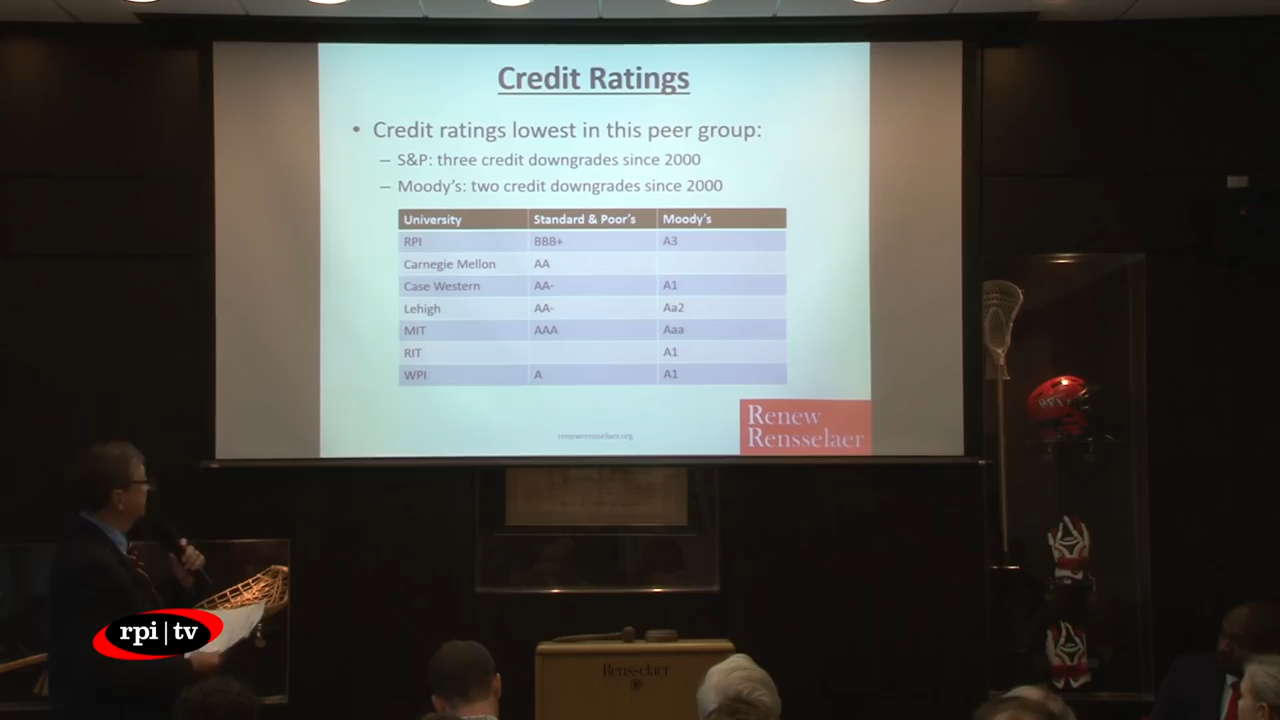 Credit Ratings
• Credit ratings lowest in this peer group:
– S&P: three credit downgrades since 2000
– Moody's: two credit downgrades since 2000
University Standard & Poor's Moody's
RPI BBB+ A3
Carnegie Mellon AA
Case Western AA- A1
Lehigh AA- Aa2
MIT AAA Aaa
RIT A1
WPI A A1
renewrensselaer.org
Renew
Rensselaer
RPI
rpi|tv
Rensselaer